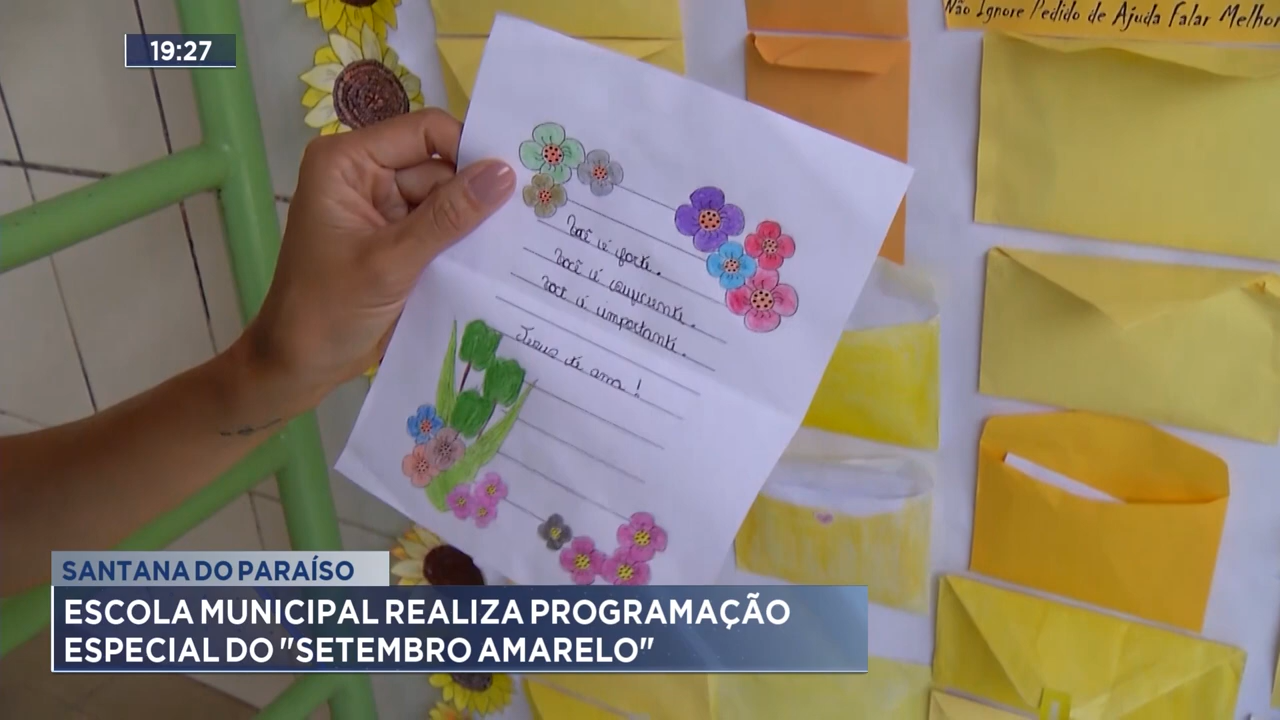 19:27
Não Ignore Pedido de Ajuda Falar Melhor
Você é forte.
Você é suficiente.
Você é importante.
Jesus te ama!
SANTANA DO PARAÍSO
ESCOLA MUNICIPAL REALIZA PROGRAMAÇÃO
ESPECIAL DO "SETEMBRO AMARELO"